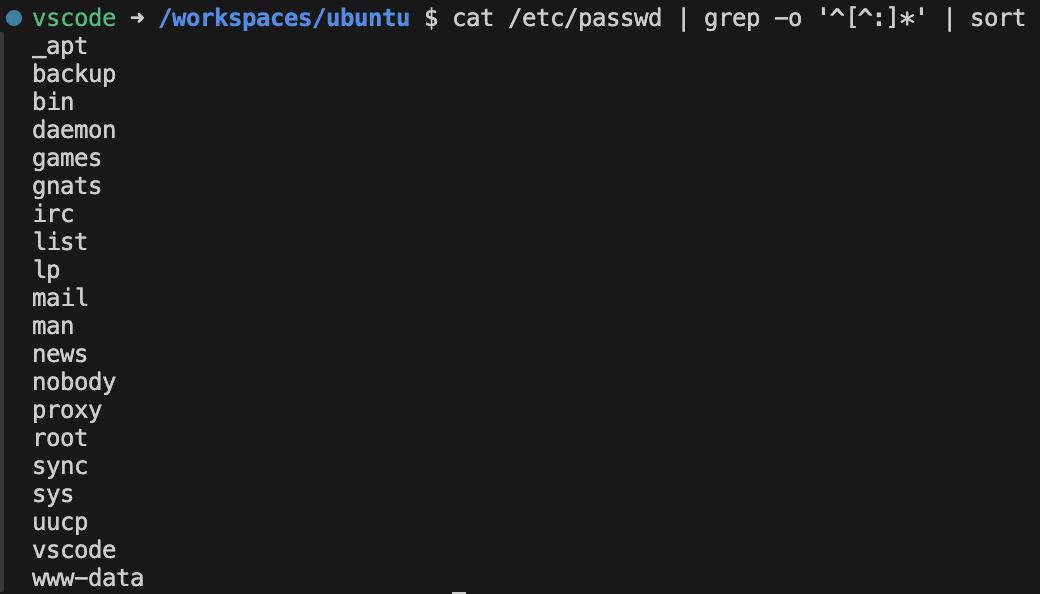 vscode ➜ /workspaces/ubuntu $ cat /etc/passwd | grep -o '^[^:]*' | sort
_apt
backup
bin
daemon
games
gnats
irc
list
lp
mail
man
news
nobody
proxy
root
sync
sys
uucp
vscode
www-data